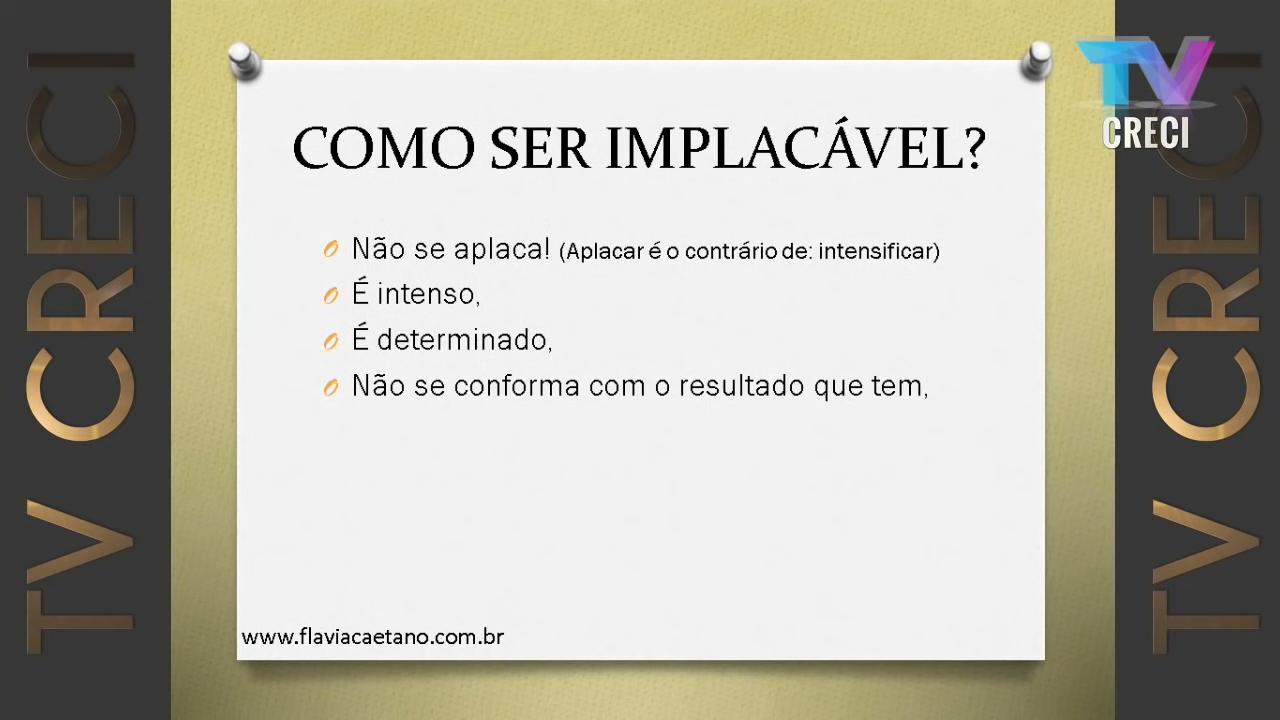 TV CRECI
TV
CRECI
COMO SER IMPLACÁVEL?
Não se aplaca! (Aplacar é o contrário de: intensificar)
É intenso,
É determinado,
Não se conforma com o resultado que tem,
www.flaviacaetano.com.br
TV CRECI